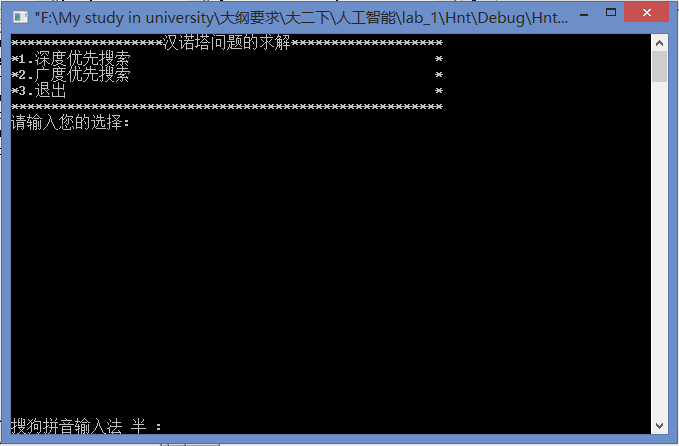 "F:\My study in university\大纲要求\大二下\人工智能\lab_1\Hnt\Debug\Hnt...
*******************汉诺塔问题的求解*******************
*1.深度优先搜索 *
*2.广度优先搜索 *
*3.退出 *
******************************************************
请输入您的选择：
搜狗拼音输入法 半 ：